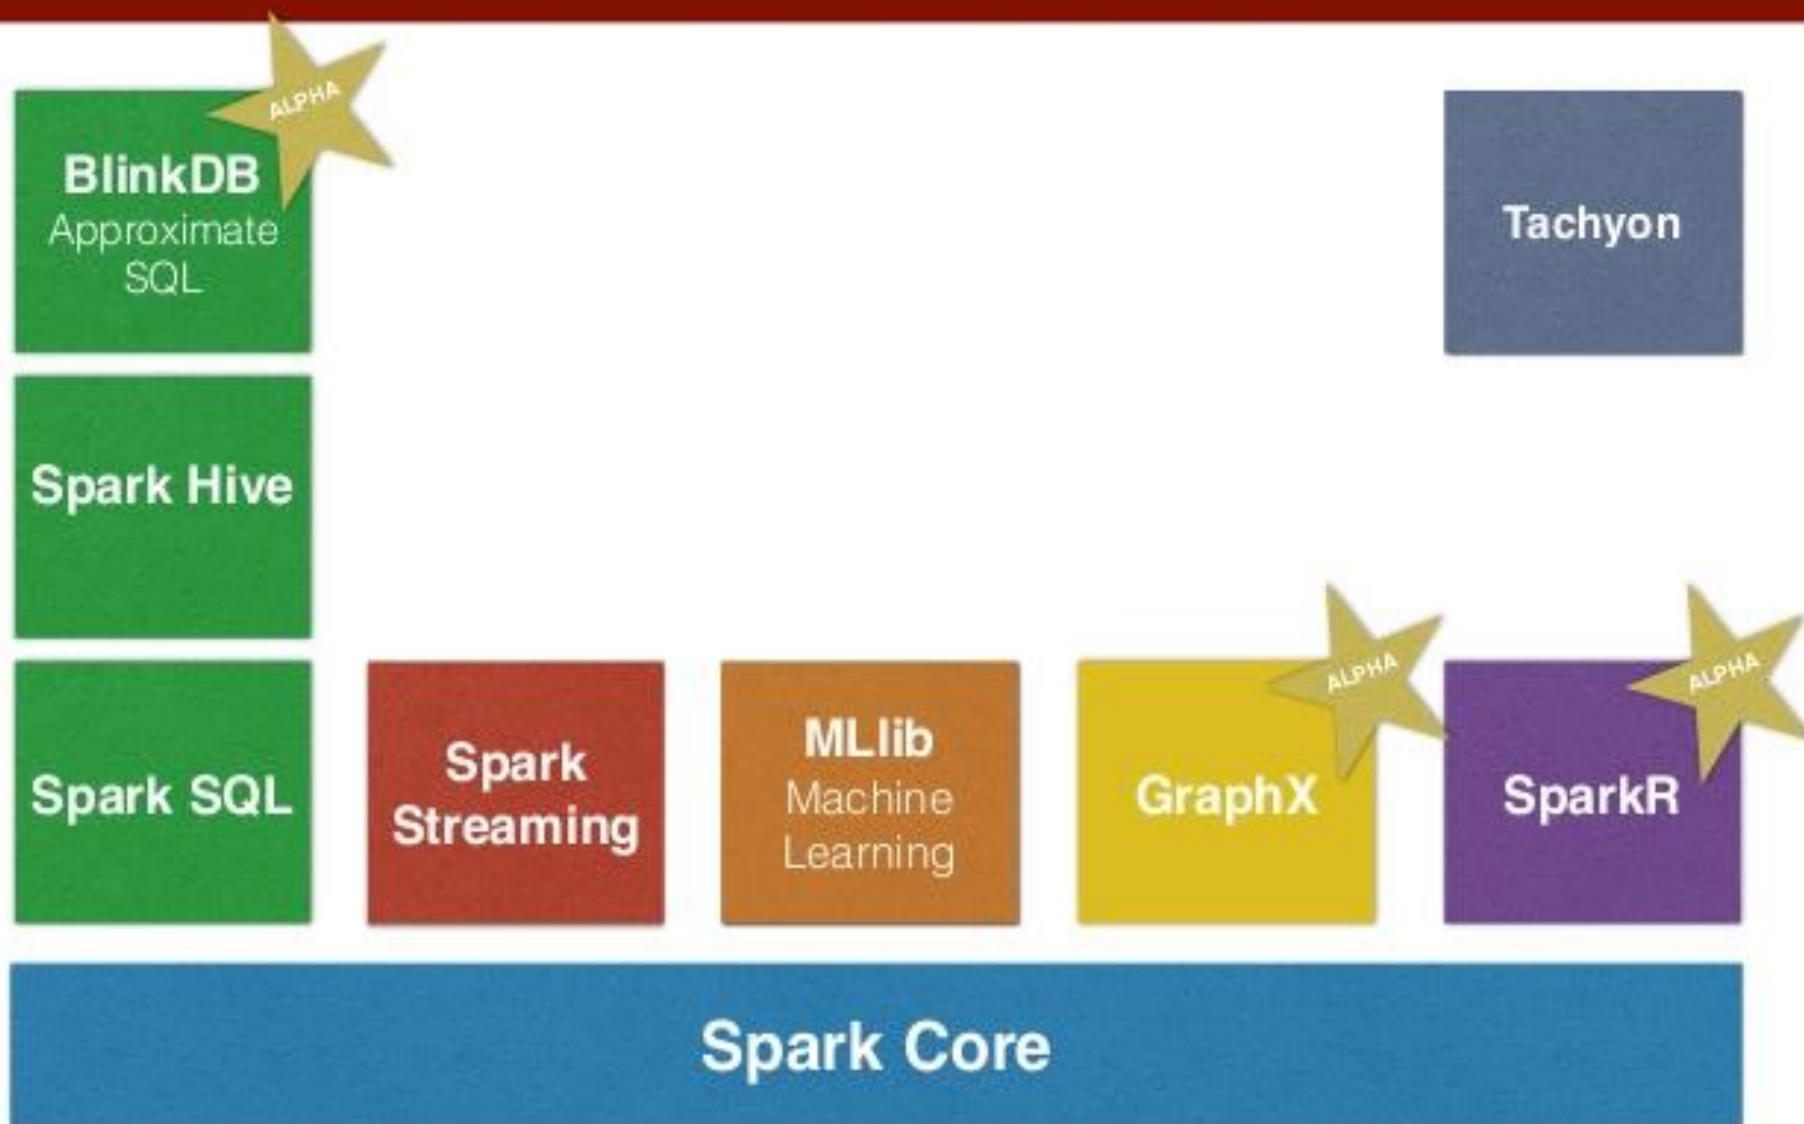 ALPHA
BlinkDB
Approximate
SQL
Tachyon
Spark Hive
Spark SQL
Spark
Streaming
MLlib
Machine
Learning
ALPHA
GraphX
ALPHA
SparkR
Spark Core